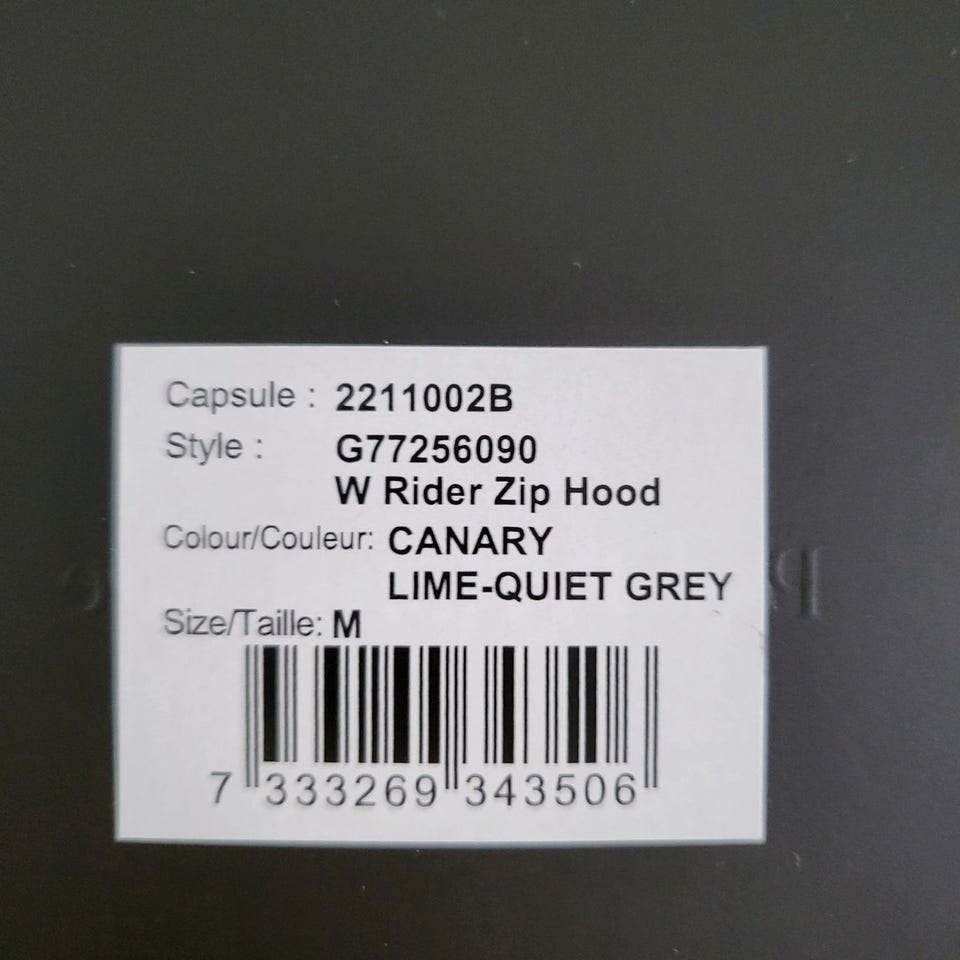 Capsule : 2211002B
Style : G77256090
W Rider Zip Hood
Colour/Couleur: CANARY
LIME-QUIET GREY
Size/Taille: M
7 333269 343506